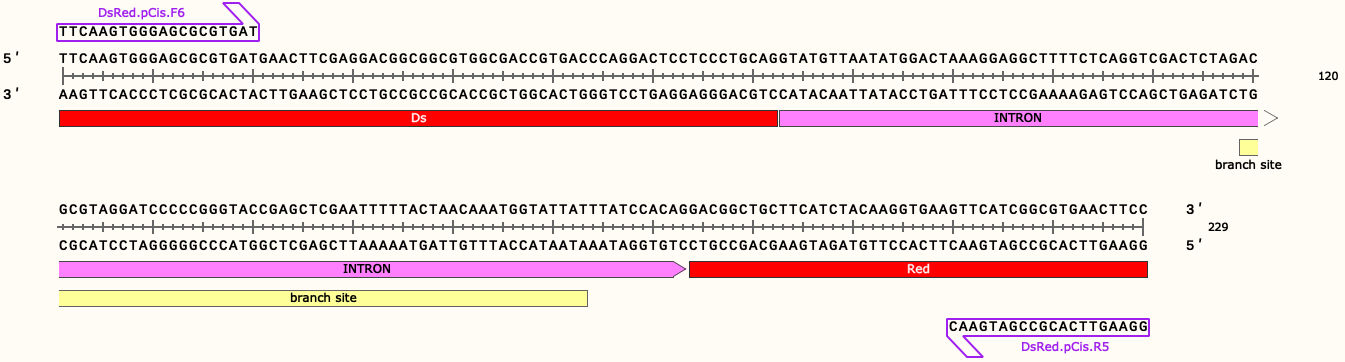 DsRed.pCis.F6
TTCAAGTGGGAGCGCGTGAT
5' TTCAAGTGGGAGCGCGTGATGAACTTCGAGGACGGCGGCGTGGCGACCGTGACCCAGGACTCCTCCCTGCAGGTATGTTAATATGGACTAAAGGAGGCTTTTCTCAGGTCGACTCTAGAC
120
3' AAGTTCACCCTCGCGCACTACTTGAAGCTCCTGCCGCCGCACCGCTGGCACTGGGTCCTGAGGAGGGACGTCCATACAATTATACCTGATTTCCTCCGAAAAGAGTCCAGCTGAGATCTG
Ds INTRON
branch site
GCGTAGGATCCCCCGGGTACCGAGCTCGAATTTTTACTAACAAATGGTATTATTTATCCACAGGACGGCTGCTTCATCTACAAGGTGAAGTTCATCGGCGTGAACTTCC 3'
229
CGCATCCTAGGGGGCCCATGGCTCGAGCTTAAAAATGATTGTTTACCATAATAAATAGGTGTCCTGCCGACGAAGTAGATGTTCCACTTCAAGTAGCCGCACTTGAAGG 5'
INTRON Red
branch site
CAAGTAGCCGCACTTGAAGG
DsRed.pCis.R5